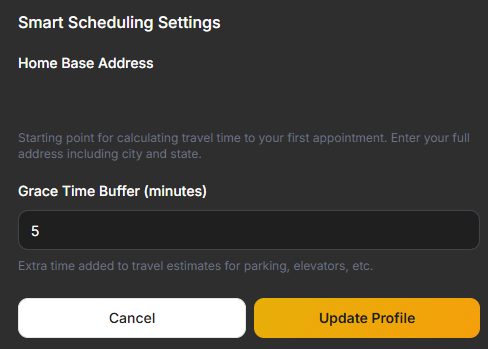 Smart Scheduling Settings
Home Base Address
Starting point for calculating travel time to your first appointment. Enter your full
address including city and state.
Grace Time Buffer (minutes)
5
Extra time added to travel estimates for parking, elevators, etc.
Cancel
Update Profile